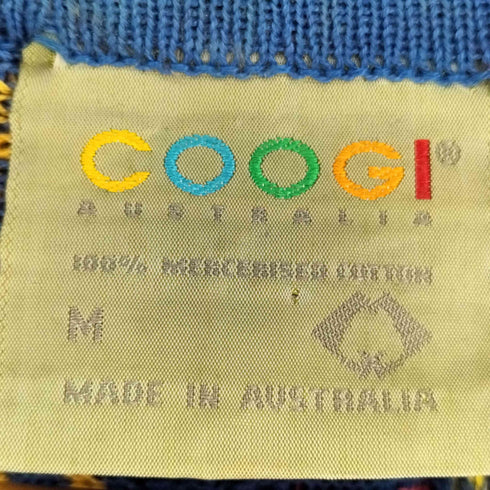 COOGI®
AUSTRALIA
100% MERCERISED COTTON
M
MADE IN AUSTRALIA